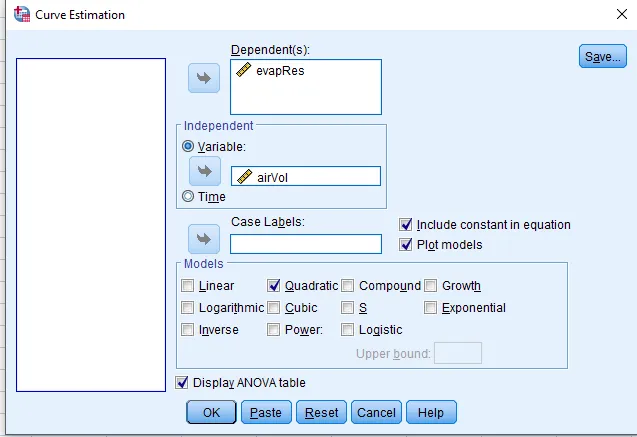 Curve Estimation
Dependent(s):
evapRes
Save...
Independent
Variable:
airVol
Time
Case Labels:
Include constant in equation
Plot models
Models
Linear Quadratic Compound Growth
Logarithmic Cubic S Exponential
Inverse Power: Logistic
Upper bound:
Display ANOVA table
OK Paste Reset Cancel Help